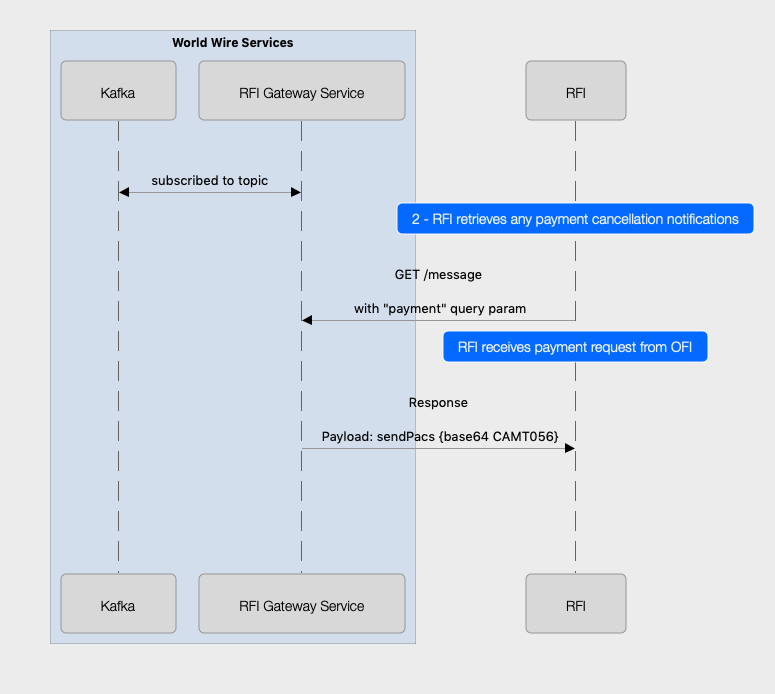 World Wire Services
Kafka
RFI Gateway Service
RFI
subscribed to topic
2 - RFI retrieves any payment cancellation notifications
GET /message
with "payment" query param
RFI receives payment request from OFI
Response
Payload: sendPacs {base64 CAMT056}
Kafka
RFI Gateway Service
RFI